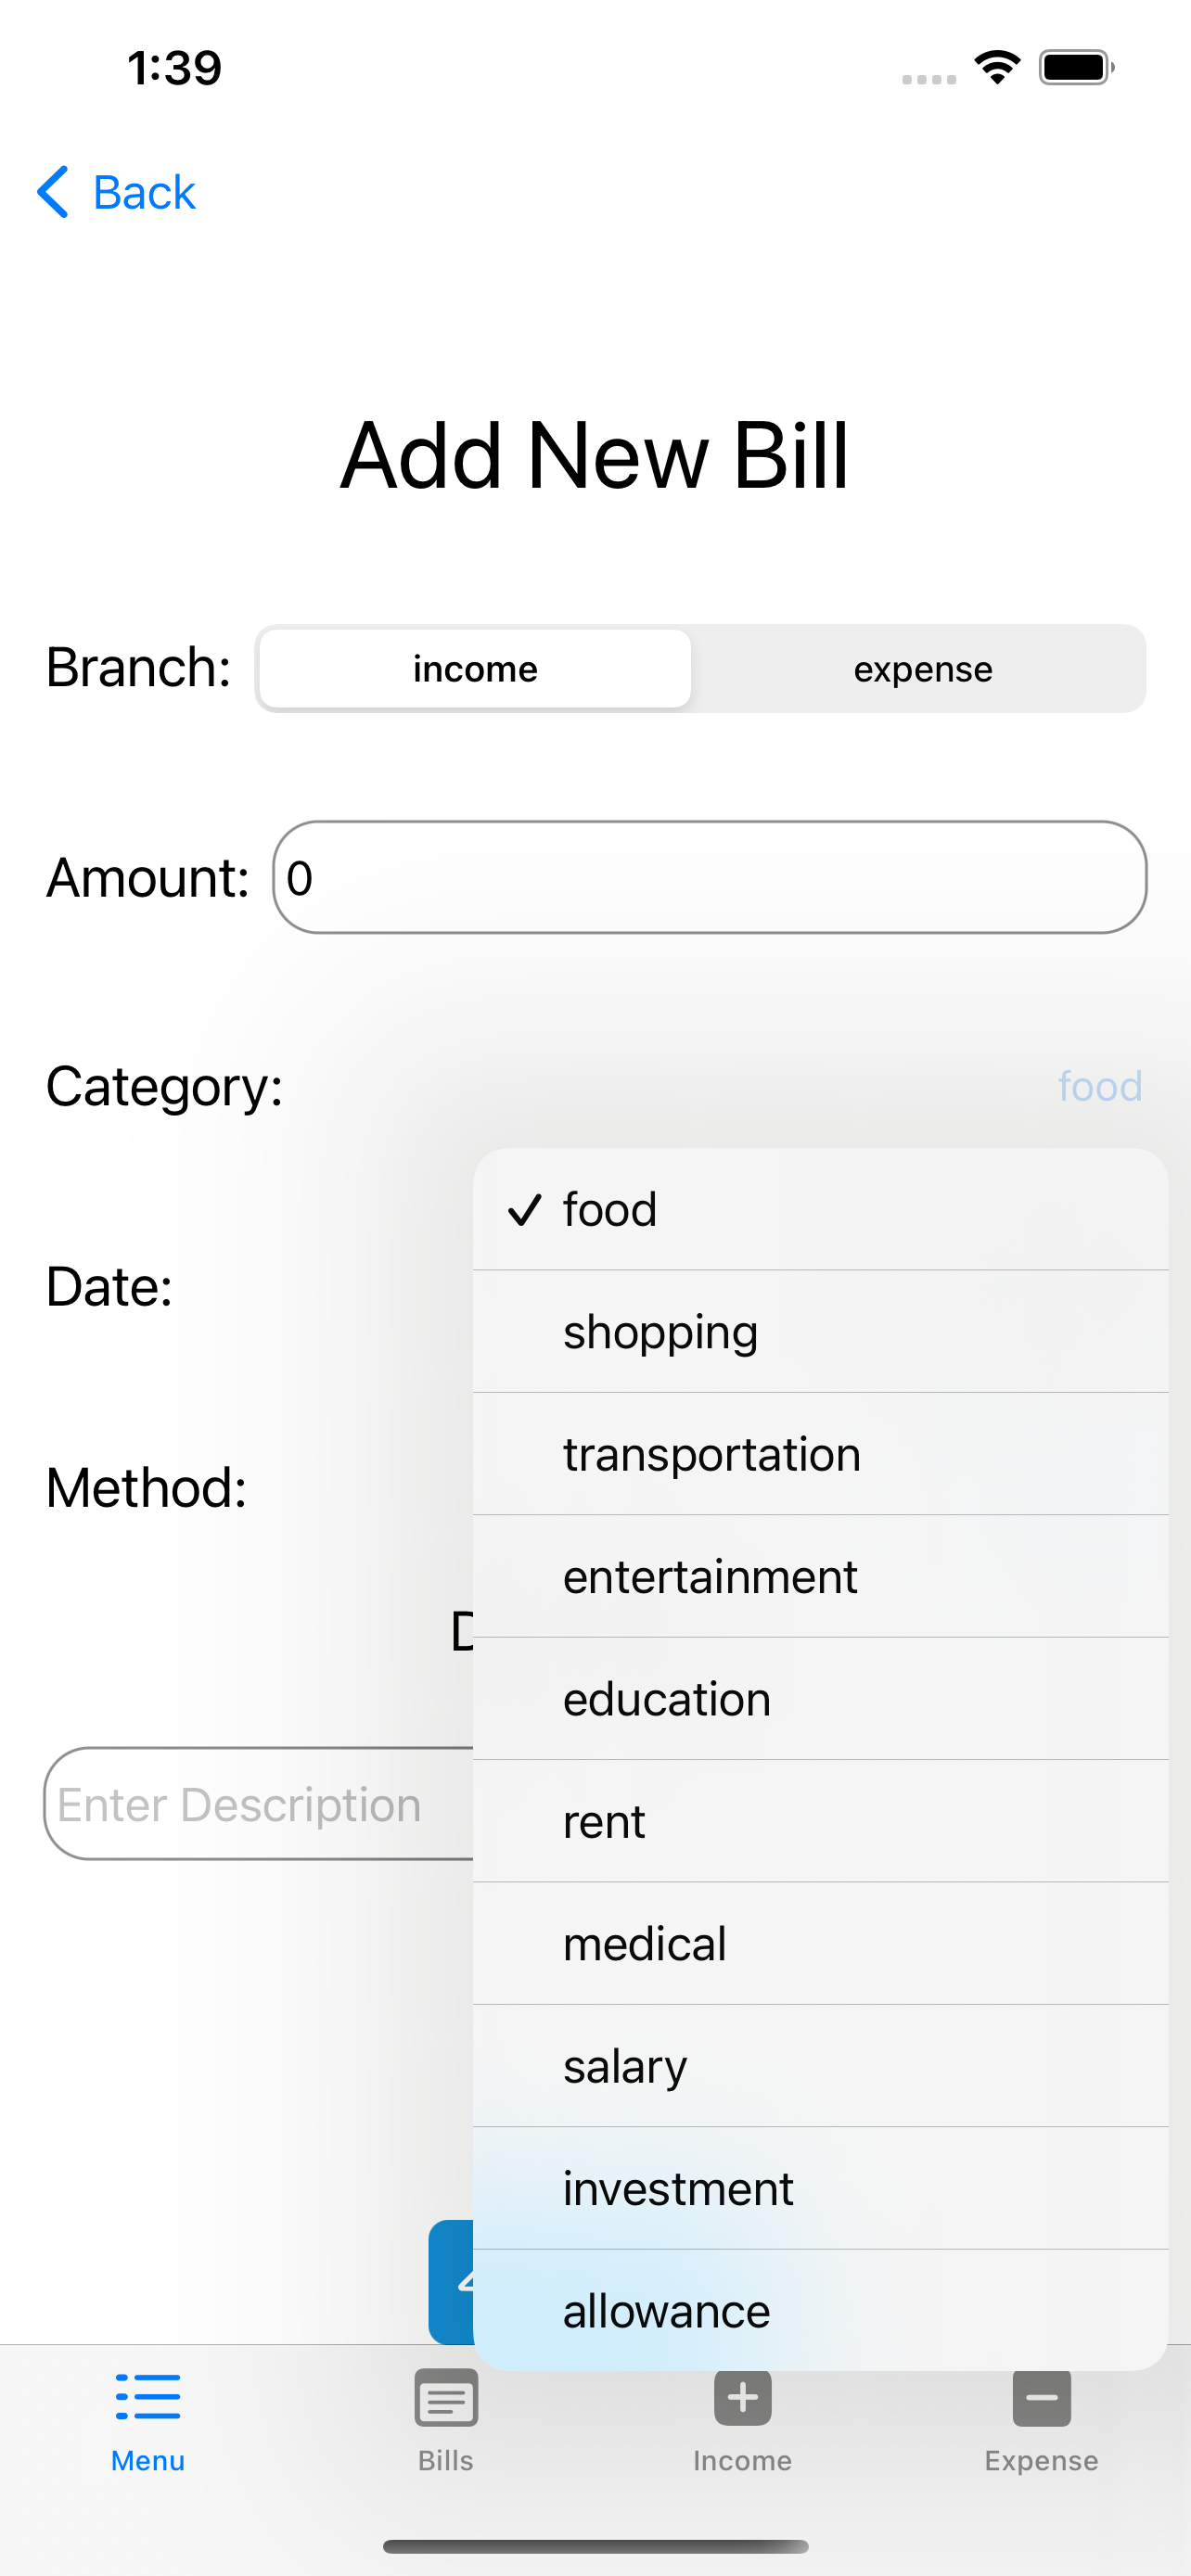 1:39
Back
Add New Bill
Branch: income expense
Amount: 0
Category: food
food
shopping
Date:
transportation
Method:
entertainment
education
Enter Description
rent
medical
salary
investment
allowance
Menu Bills Income Expense